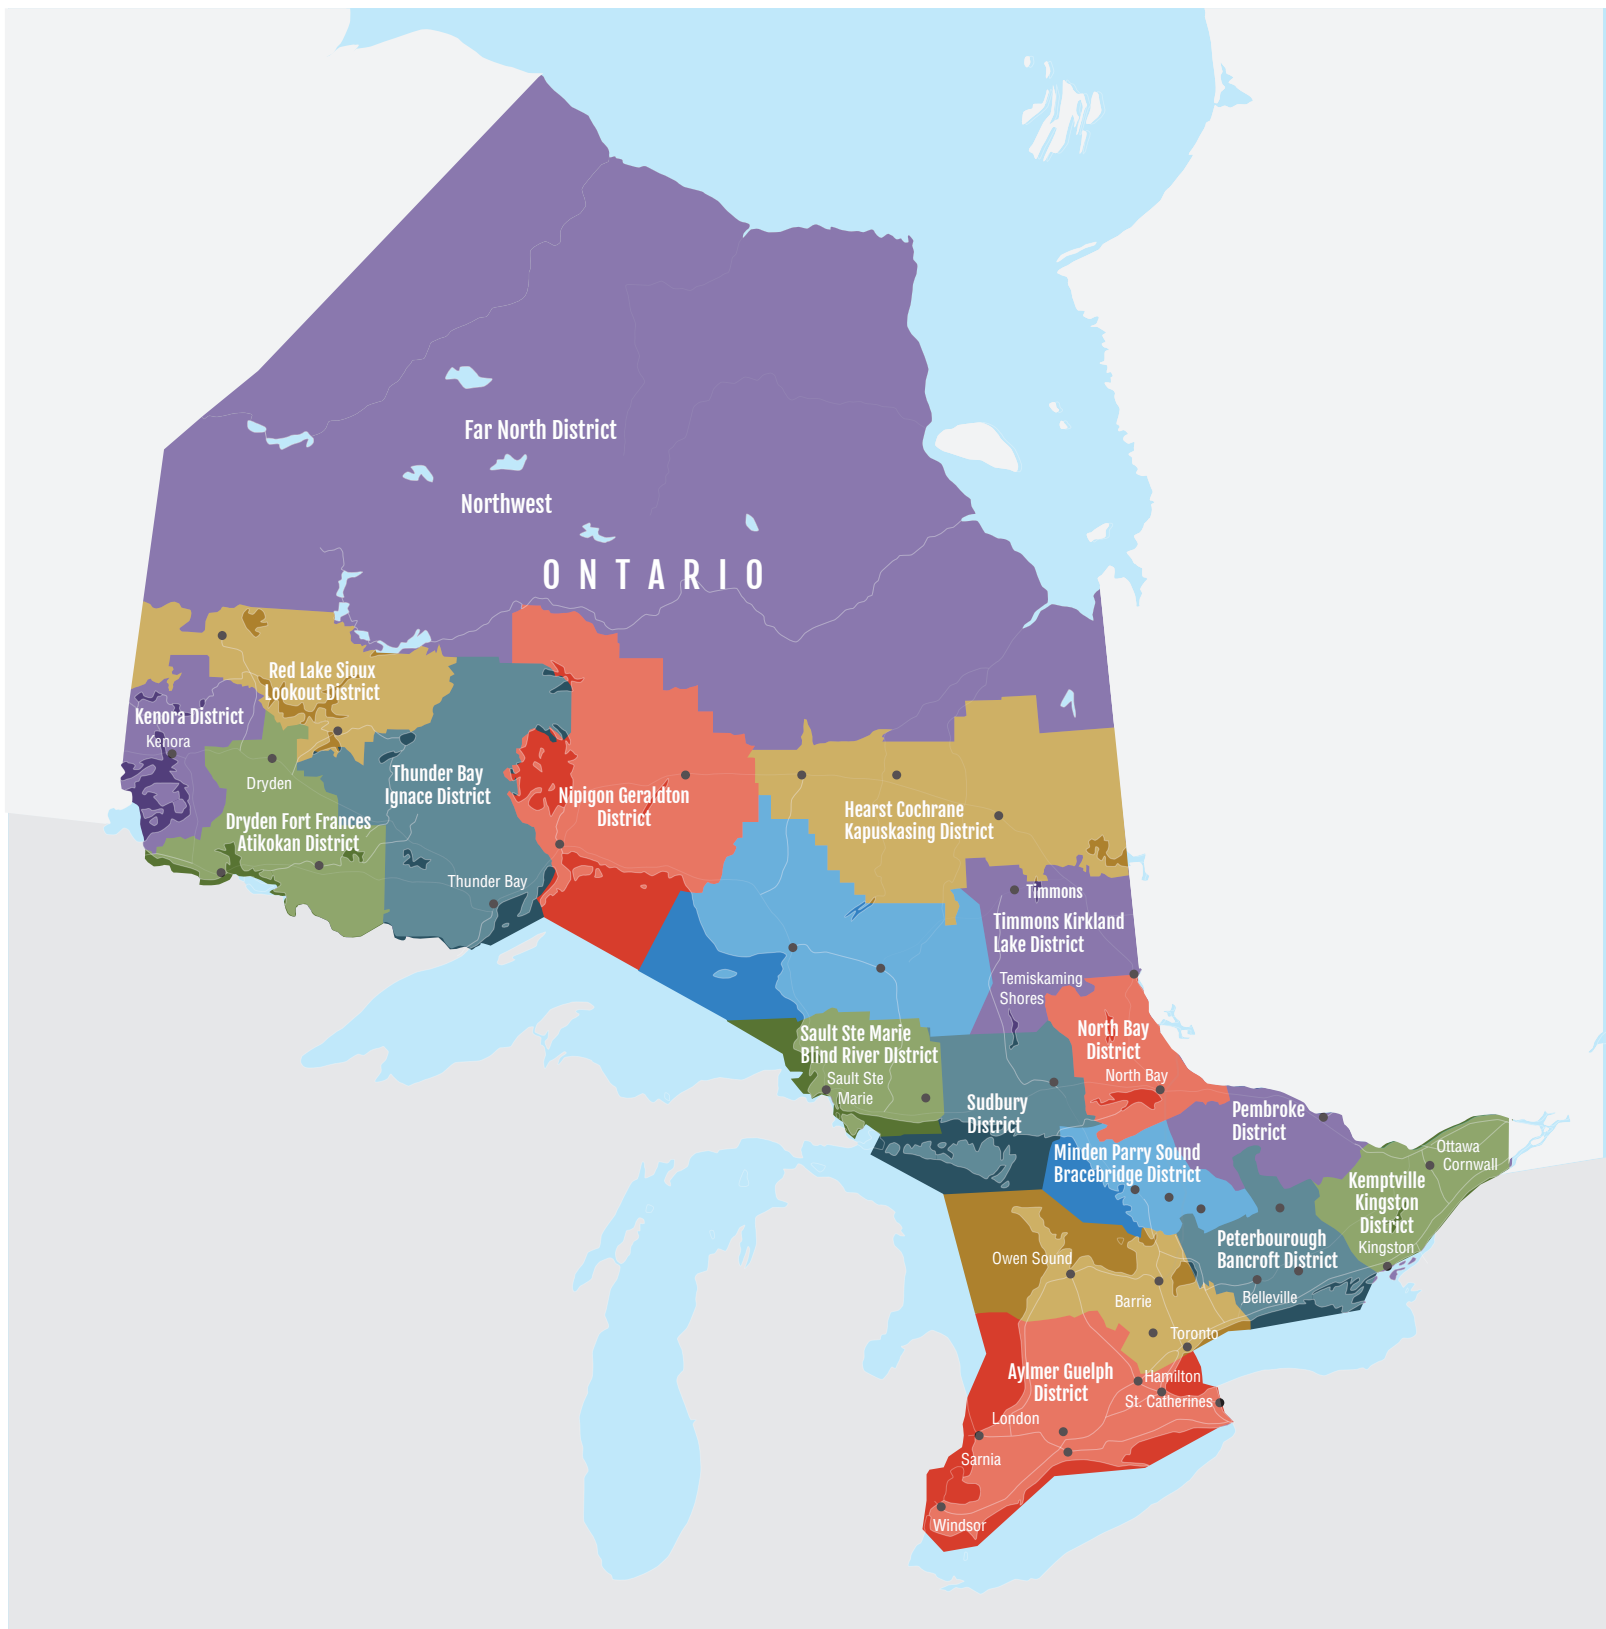 Far North District
Northwest
ONTARIO
Red Lake Sioux
Lookout District
Kenora District
Kenora
Dryden
Dryden Fort Frances
Atikokan District
Thunder Bay
Ignace District
Thunder Bay
Nipigon Geraldton
District
Hearst Cochrane
Kapuskasing District
Timmons
Timmons Kirkland
Lake District
Temiskaming
Shores
North Bay
District
North Bay
Sault Ste Marie
Blind River DIstrict
Sault Ste
Marie
Sudbury
District
Pembroke
District
Minden Parry Sound
Bracebridge District
Ottawa
Cornwall
Kemptville
Kingston
District
Kingston
Peterbourough
Bancroft District
Belleville
Owen Sound
Barrie
Toronto
Aylmer Guelph
District
Hamilton
St. Catherines
London
Sarnia
Windsor